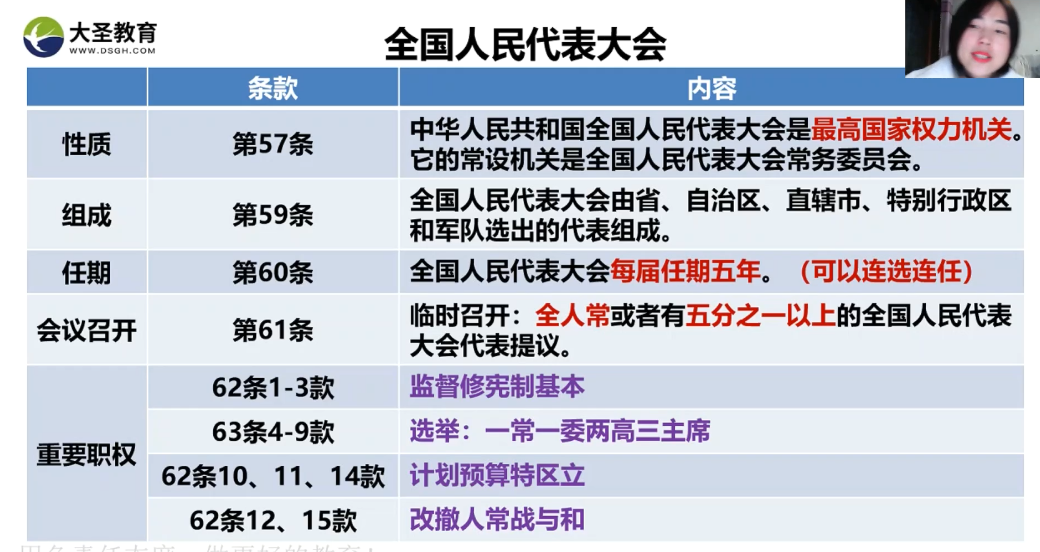 大圣教育
WWW.DSGH.COM
全国人民代表大会
条款
内容
性质
第57条
中华人民共和国全国人民代表大会是最高国家权力机关。
它的常设机关是全国人民代表大会常务委员会。
组成
第59条
全国人民代表大会由省、自治区、直辖市、特别行政区
和军队选出的代表组成。
任期
第60条
全国人民代表大会每届任期五年。（可以连选连任）
会议召开
第61条
临时召开：全人常或者有五分之一以上的全国人民代表
大会代表提议。
重要职权
62条1-3款
监督修宪制基本
63条4-9款
选举：一常一委两高三主席
62条10、11、14款
计划预算特区立
62条12、15款
改撤人常战与和